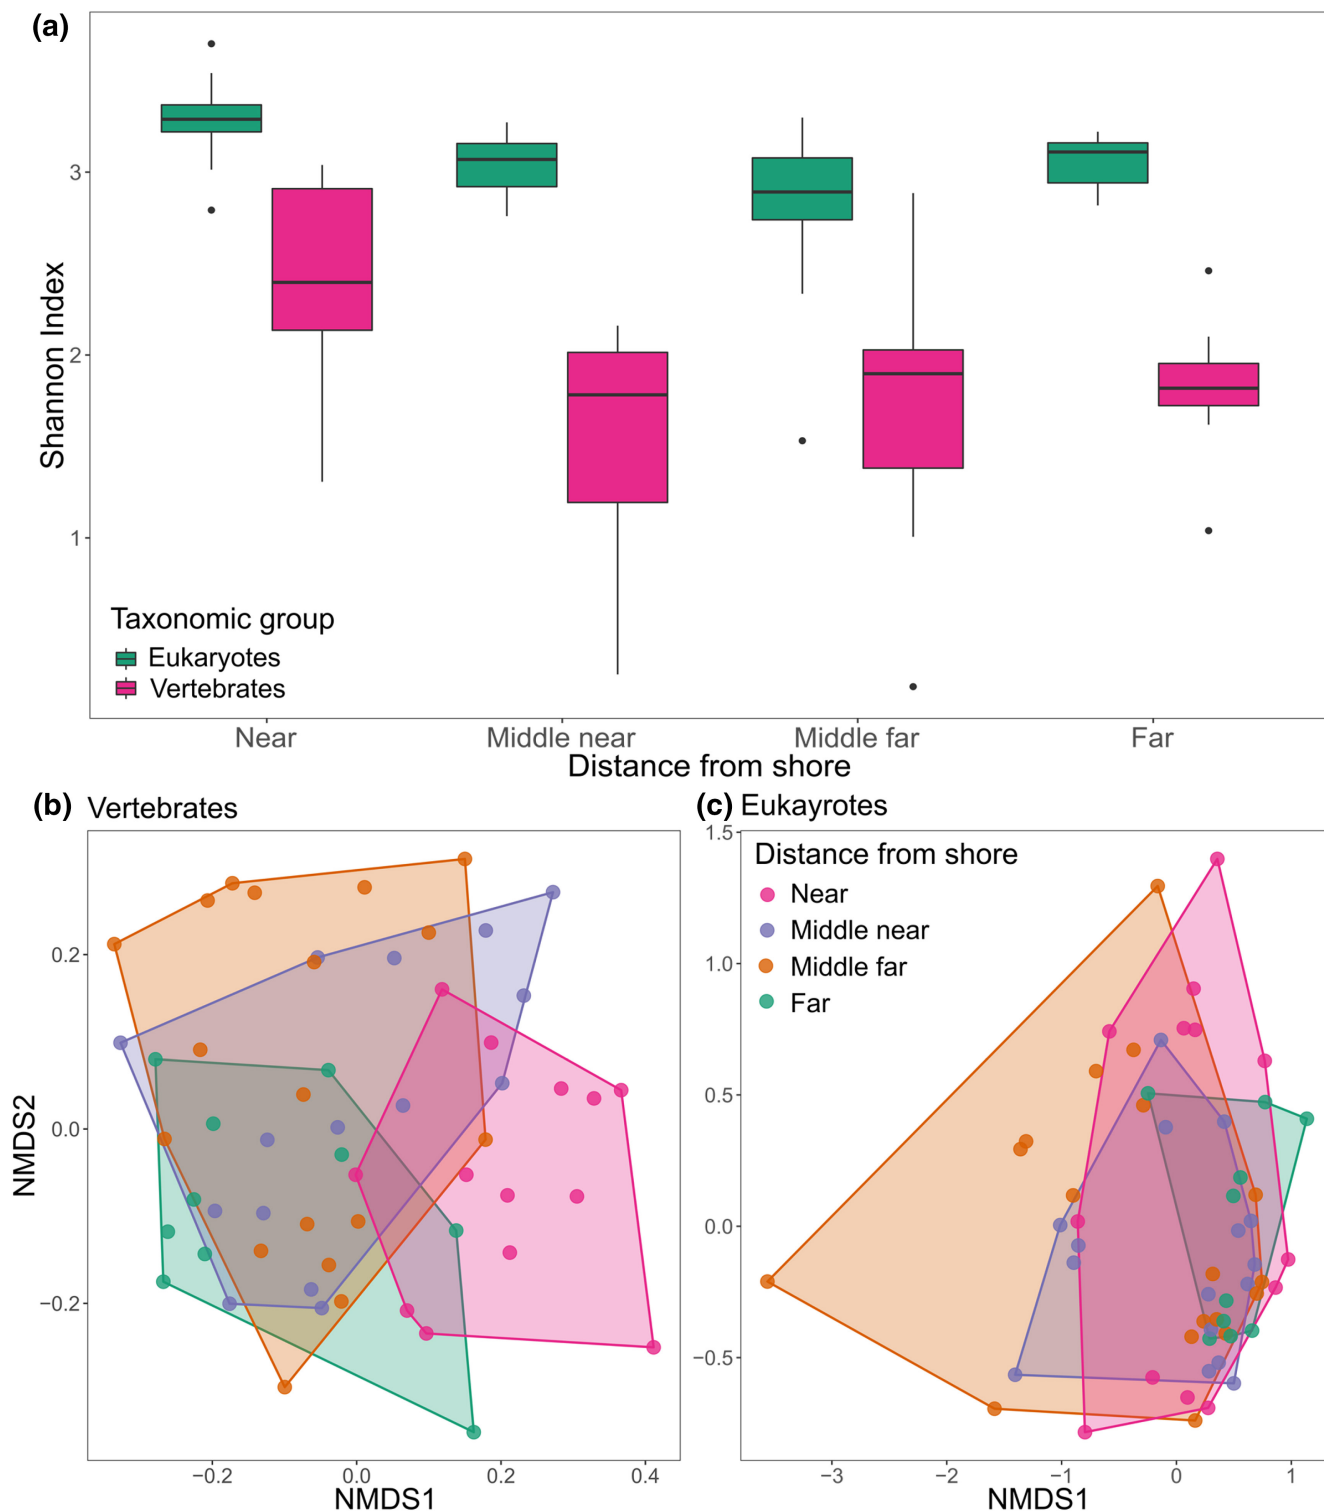 (a)
Shannon Index
3
2
1
Taxonomic group
Eukaryotes
Vertebrates
Near Middle near Middle far Far
Distance from shore
(b) Vertebrates
NMDS2
0.2
0.0
−0.2
−0.2 0.0 0.2 0.4
NMDS1
(c) Eukayrotes
1.5
1.0
0.5
0.0
−0.5
Distance from shore
Near
Middle near
Middle far
Far
−3 −2 −1 0 1
NMDS1